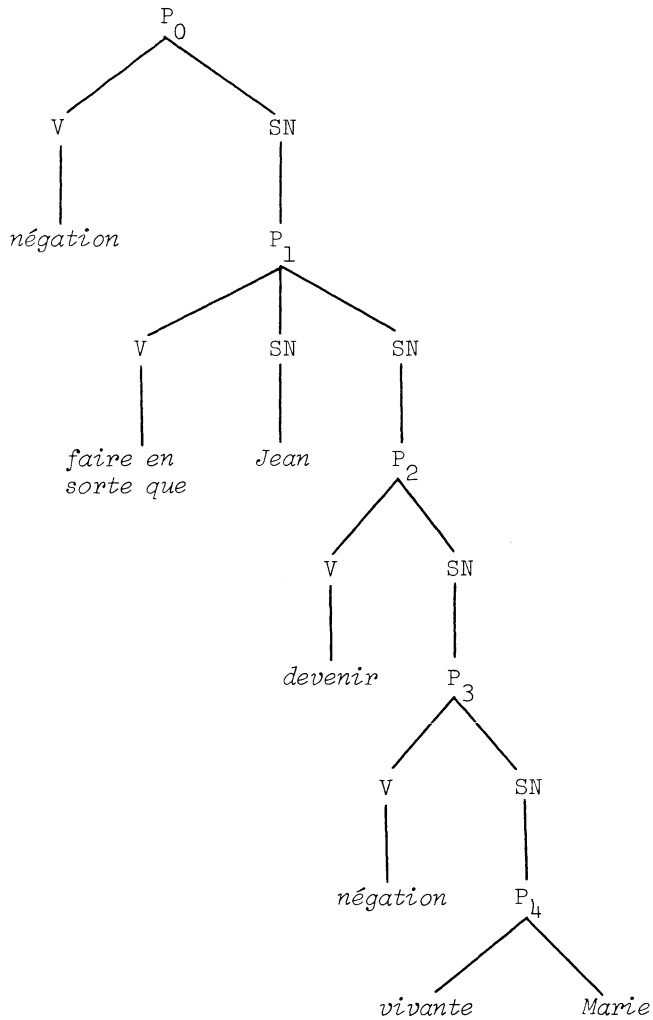 P0
V SN
négation P1
V SN SN
faire en Jean P2
sorte que
V SN
devenir P3
V SN
négation P4
vivante Marie